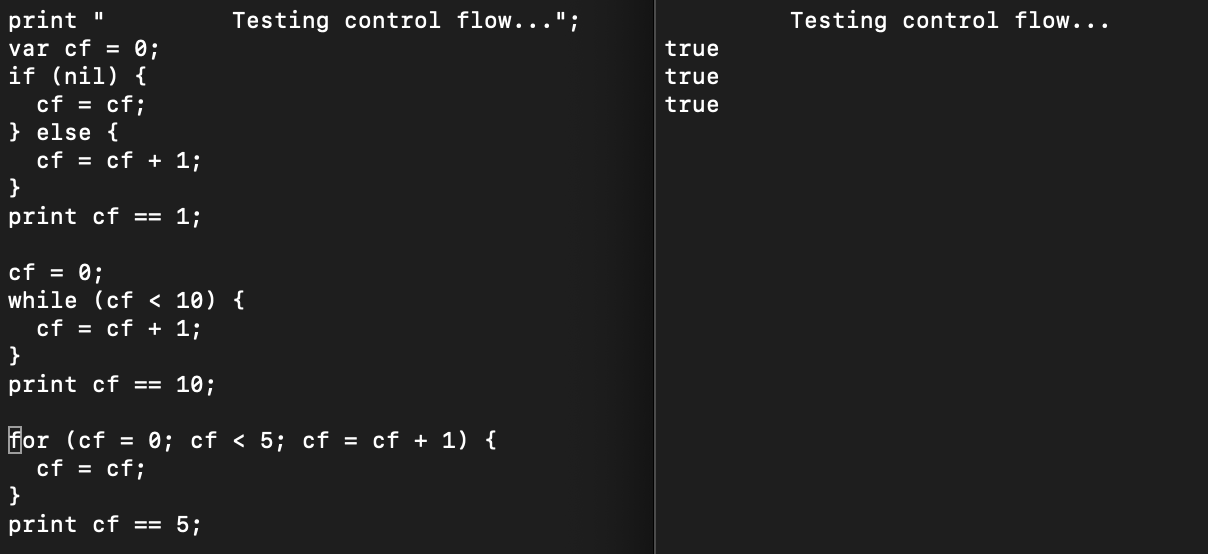 print "         Testing control flow...";
var cf = 0;
if (nil) {
  cf = cf;
} else {
  cf = cf + 1;
}
print cf == 1;

cf = 0;
while (cf < 10) {
  cf = cf + 1;
}
print cf == 10;

for (cf = 0; cf < 5; cf = cf + 1) {
  cf = cf;
}
print cf == 5;

         Testing control flow...
true
true
true